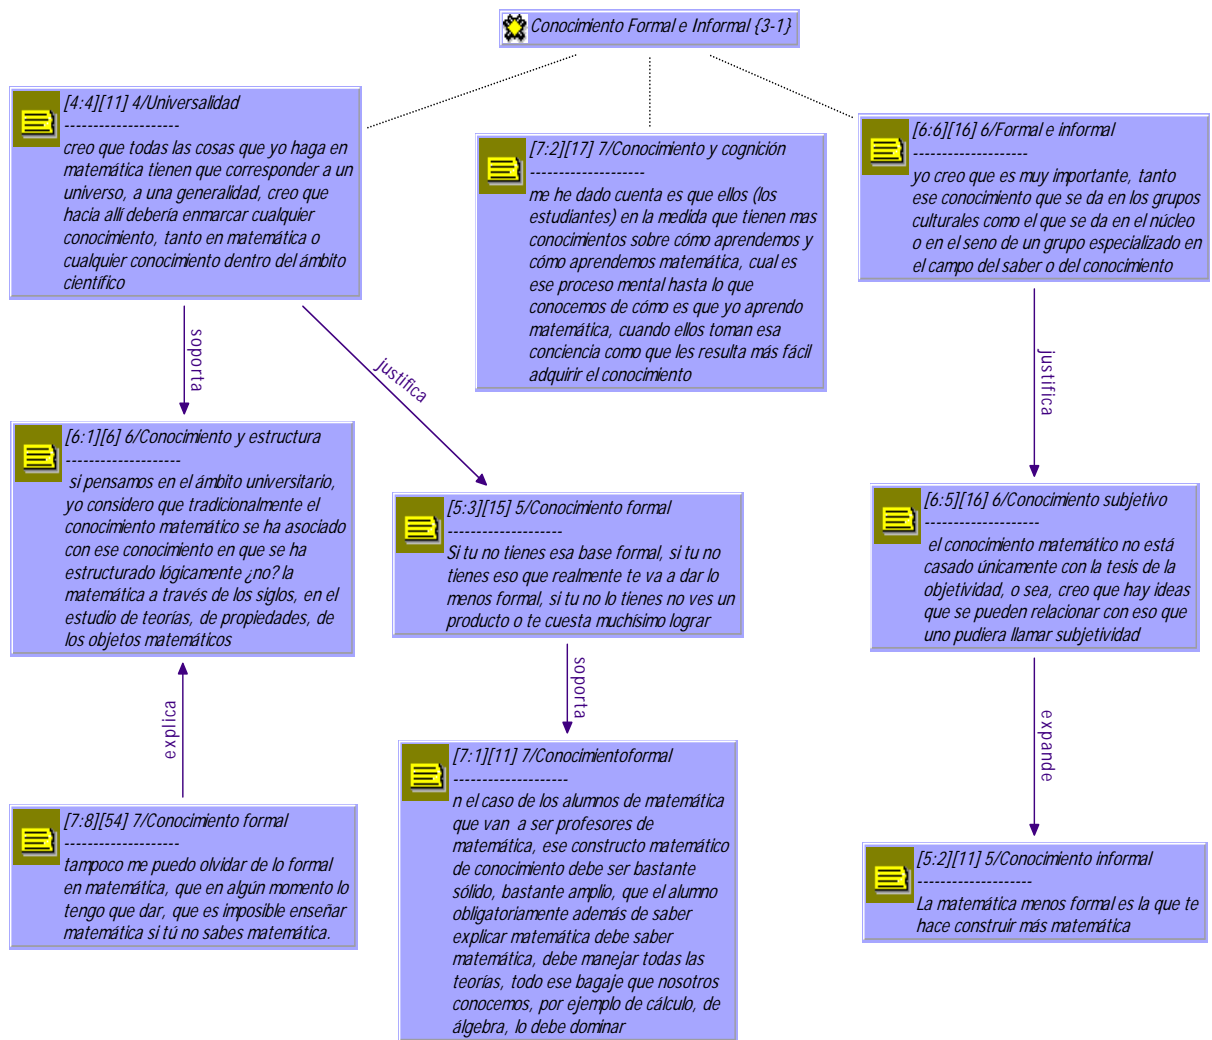 Conocimiento Formal e Informal {3-1}
[4:4][11] 4/Universalidad
-------------------
creo que todas las cosas que yo haga en
matemática tienen que corresponder a un
universo, a una generalidad, creo que
hacia allí debería enmarcar cualquier
conocimiento, tanto en matemática o
cualquier conocimiento dentro del ámbito
científico
[7:2][17] 7/Conocimiento y cognición
-------------------
me he dado cuenta es que ellos (los
estudiantes) en la medida que tienen mas
conocimientos sobre cómo aprendemos y
cómo aprendemos matemática, cual es
ese proceso mental hasta lo que
conocemos de cómo es que yo aprendo
matemática, cuando ellos toman esa
conciencia como que les resulta más fácil
adquirir el conocimiento
[6:6][16] 6/Formal e informal
-------------------
yo creo que es muy importante, tanto
ese conocimiento que se da en los grupos
culturales como el que se da en el núcleo
o en el seno de un grupo especializado en
el campo del saber o del conocimiento
soporta
justifica
justifica
[6:1][6] 6/Conocimiento y estructura
-------------------
si pensamos en el ámbito universitario,
yo considero que tradicionalmente el
conocimiento matemático se ha asociado
con ese conocimiento en que se ha
estructurado lógicamente ¿no? la
matemática a través de los siglos, en el
estudio de teorías, de propiedades, de
los objetos matemáticos
[5:3][15] 5/Conocimiento formal
-------------------
Si tu no tienes esa base formal, si tu no
tienes eso que realmente te va a dar lo
menos formal, si tu no lo tienes no ves un
producto o te cuesta muchísimo lograr
[6:5][16] 6/Conocimiento subjetivo
-------------------
el conocimiento matemático no está
casado únicamente con la tesis de la
objetividad, o sea, creo que hay ideas
que se pueden relacionar con eso que
uno pudiera llamar subjetividad
explica
soporta
expande
[7:8][54] 7/Conocimiento formal
-------------------
tampoco me puedo olvidar de lo formal
en matemática, que en algún momento lo
tengo que dar, que es imposible enseñar
matemática si tú no sabes matemática.
[7:1][11] 7/Conocimientoformal
-------------------
n el caso de los alumnos de matemática
que van a ser profesores de
matemática, ese constructo matemático
de conocimiento debe ser bastante
sólido, bastante amplio, que el alumno
obligatoriamente además de saber
explicar matemática debe saber
matemática, debe manejar todas las
teorías, todo ese bagaje que nosotros
conocemos, por ejemplo de cálculo, de
álgebra, lo debe dominar
[5:2][11] 5/Conocimiento informal
-------------------
La matemática menos formal es la que te
hace construir más matemática